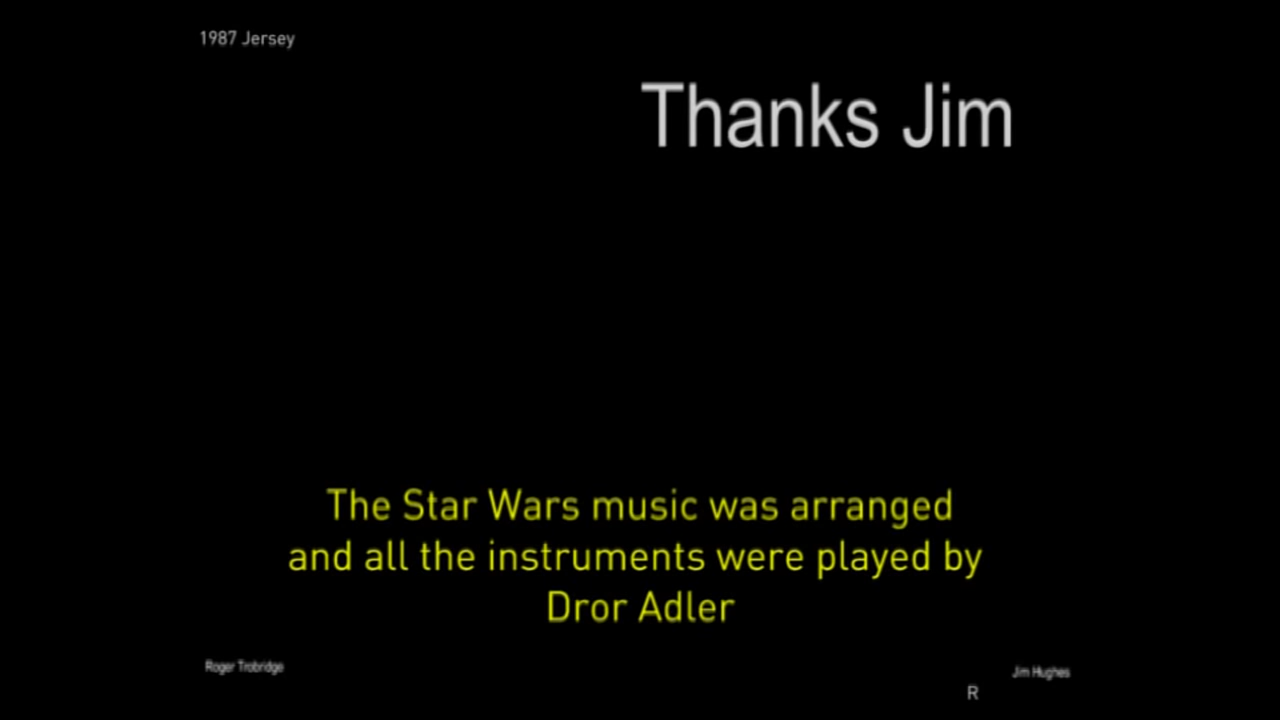 1987 Jersey
Thanks Jim
The Star Wars music was arranged
and all the instruments were played by
Dror Adler
Roger Trobridge
Jim Hughes
R